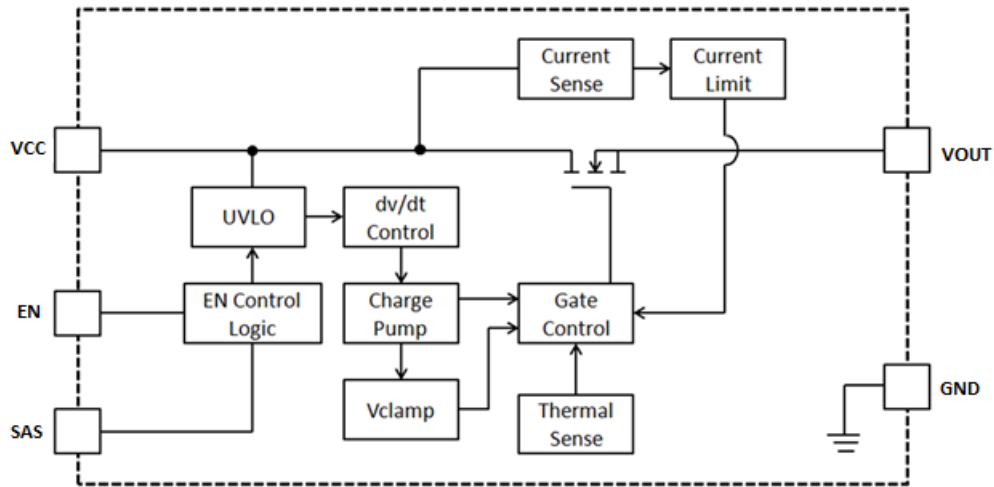 Current
Sense
Current
Limit
VCC
VOUT
UVLO
dv/dt
Control
EN
EN Control
Logic
Charge
Pump
Gate
Control
GND
SAS
Vclamp
Thermal
Sense